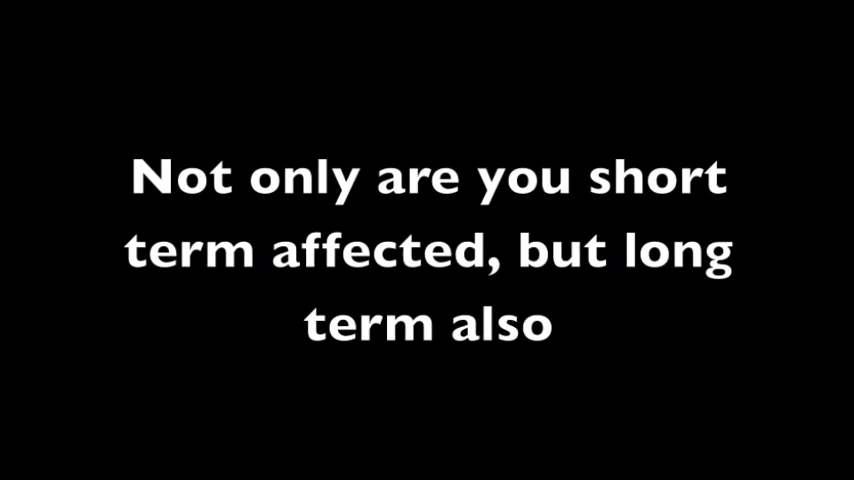 Not only are you short
term affected, but long
term also